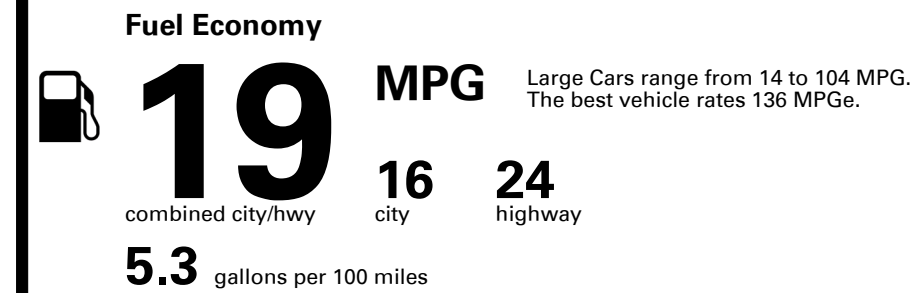 Fuel Economy
19 MPG
Large Cars range from 14 to 104 MPG.
The best vehicle rates 136 MPGe.
combined city/hwy
16
city
24
highway
5.3 gallons per 100 miles